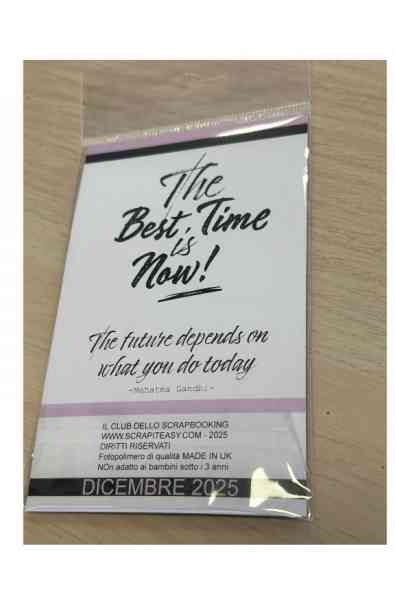 The
Best Time
is
Now!
The future depends on
what you do today
-Mahatma Gandhi-
IL CLUB DELLO SCRAPBOOKING
WWW.SCRAPITEASY.COM - 2025
DIRITTI RISERVATI
Fotopolimero di qualità MADE IN UK
NOn adatto ai bambini sotto i 3 anni
DICEMBRE 2025